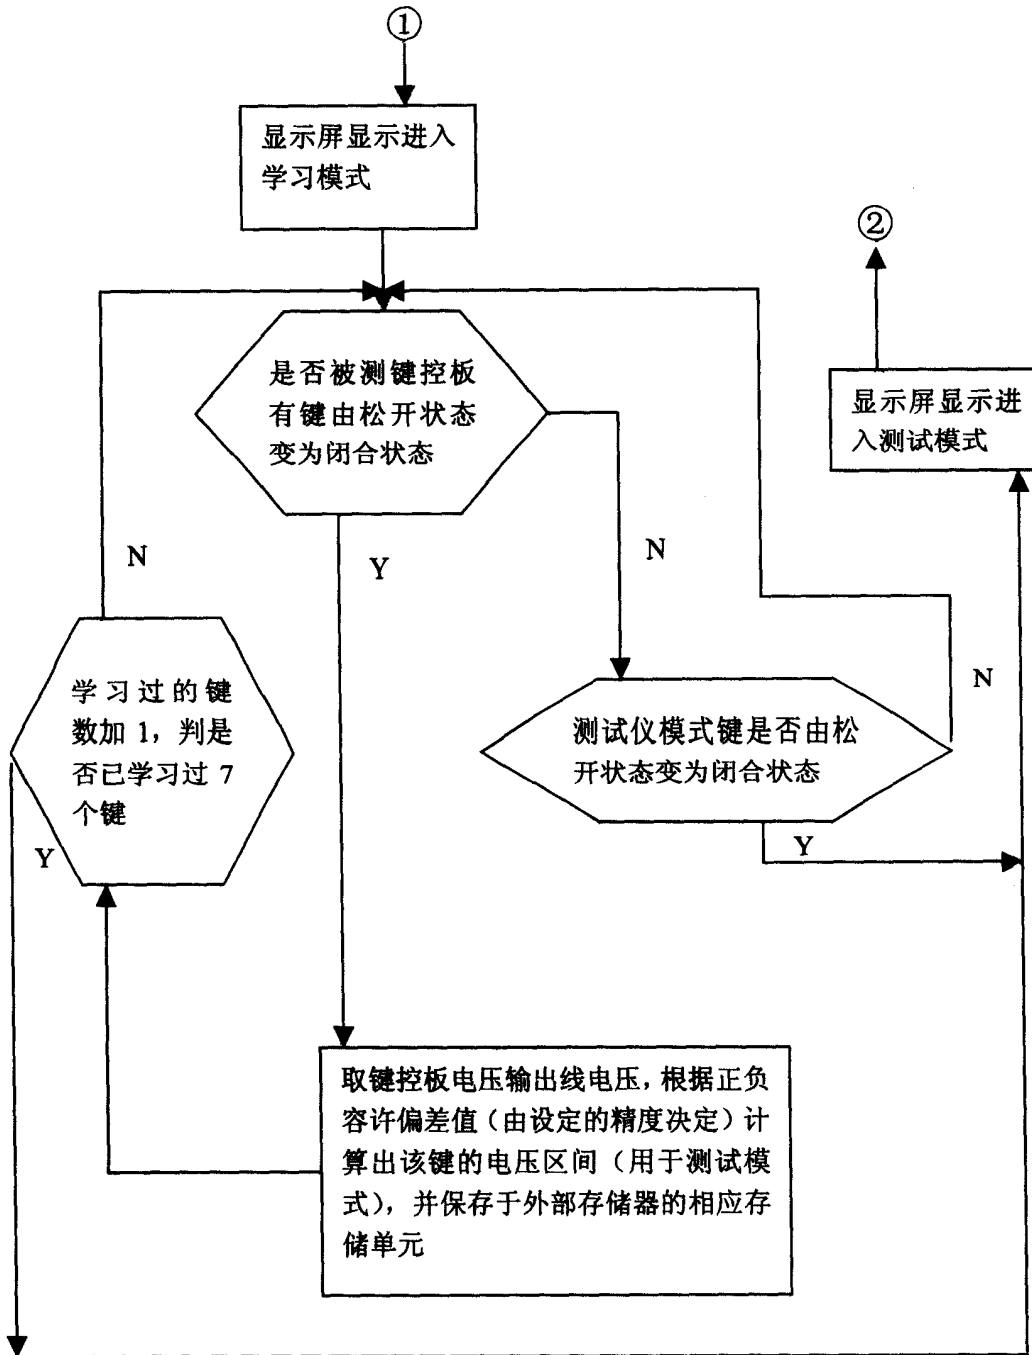 ①
显示屏显示进入
学习模式
②
显示屏显示进
入测试模式
是否被测键控板
有键由松开状态
变为闭合状态
N
Y
N
学习过的键
数加 1，判是
否已学习过 7
个键
Y
测试仪模式键是否由松
开状态变为闭合状态
N
Y
取键控板电压输出线电压，根据正负
容许偏差值（由设定的精度决定）计
算出该键的电压区间（用于测试模
式），并保存于外部存储器的相应存
储单元